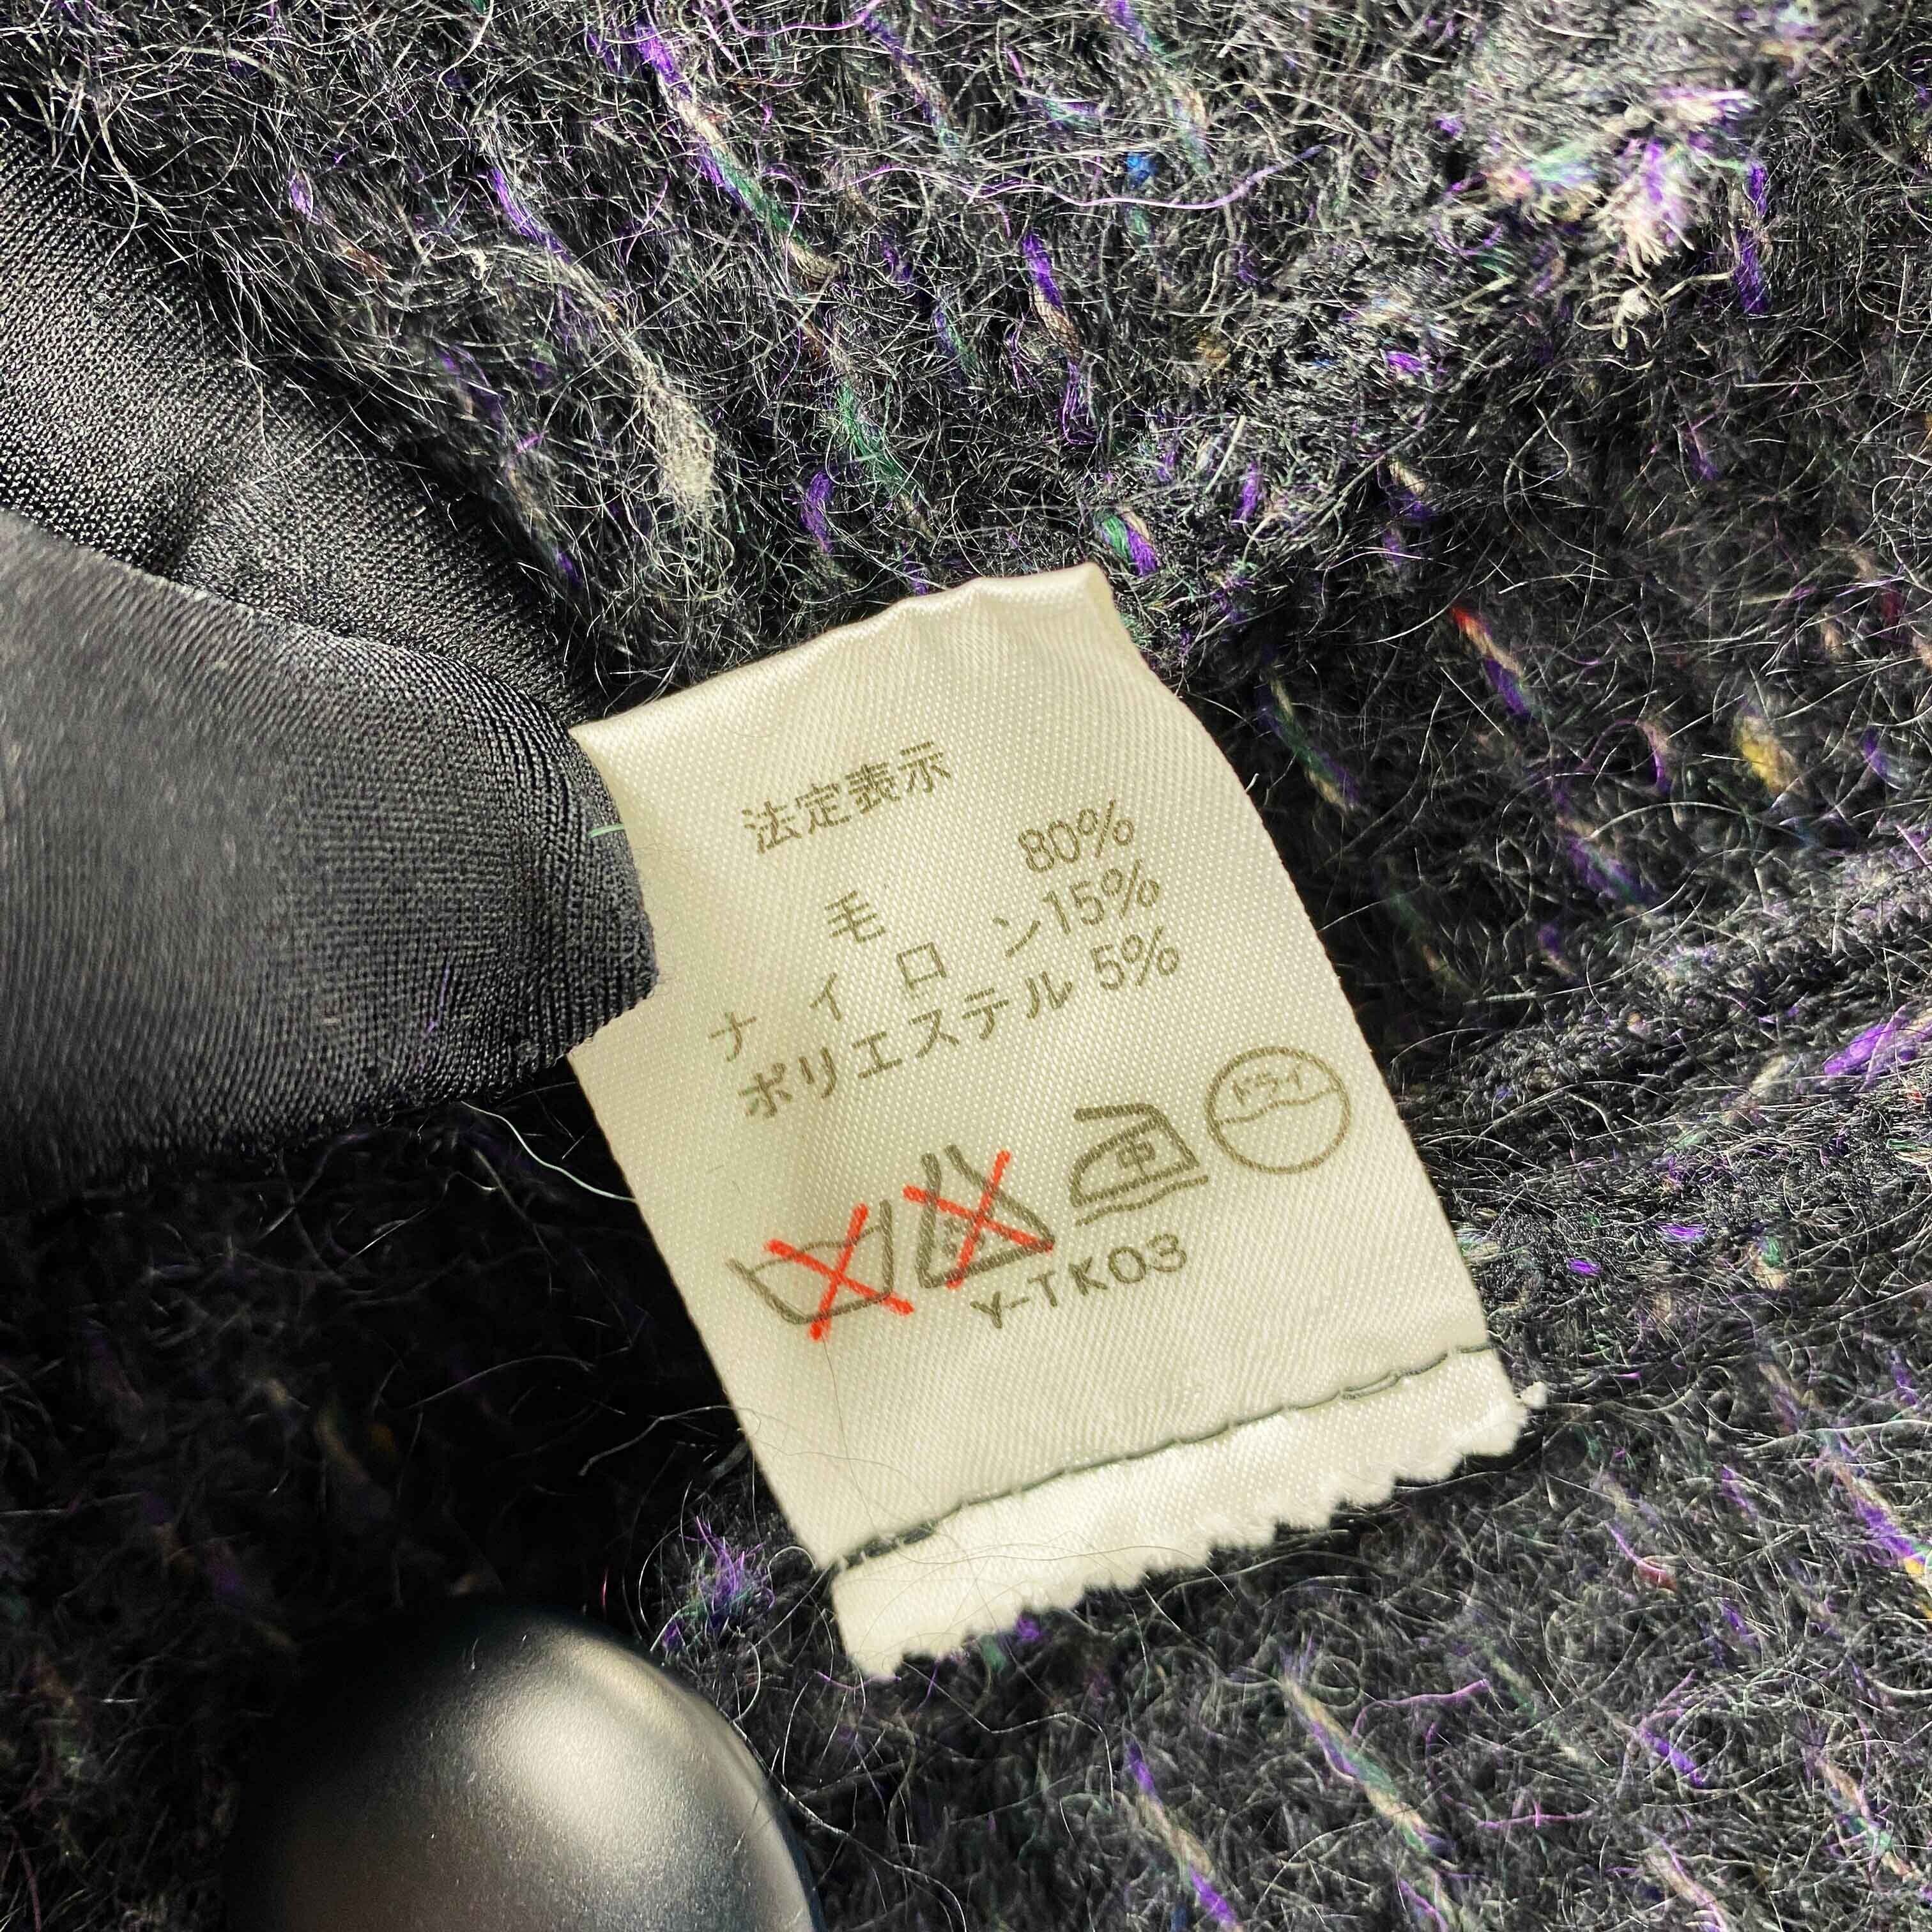 法定表示
毛 80%
ナイロン15%
ポリエステル 5%
中 ドライ
Y-TK03